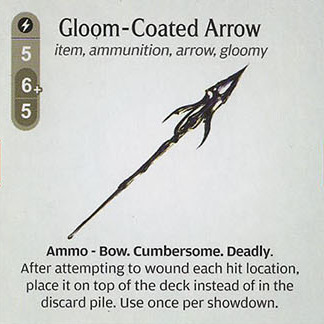 Gloom-Coated Arrow
item, ammunition, arrow, gloomy
5
6+
5
Ammo - Bow. Cumbersome. Deadly.
After attempting to wound each hit location,
place it on top of the deck instead of in the
discard pile. Use once per showdown.